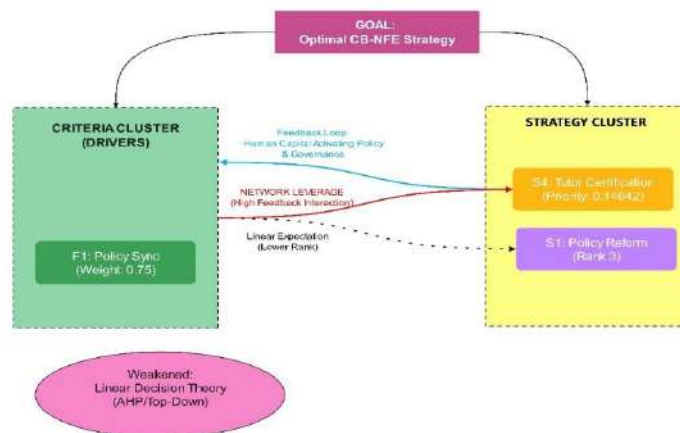 GOAL:
Optimal CB-NFE Strategy
CRITERIA CLUSTER
(DRIVERS)
Feedback Loop:
Human Capital Activating Policy
& Governance
NETWORK LEVERAGE
(High Feedback Interaction)
Linear Expectation
(Lower Rank)
F1: Policy Sync
(Weight: 0.75)
STRATEGY CLUSTER
S4: Tutor Certification
(Priority: 0.14642)
S1: Policy Reform
(Rank 3)
Weakened:
Linear Decision Theory
(AHP/Top-Down)